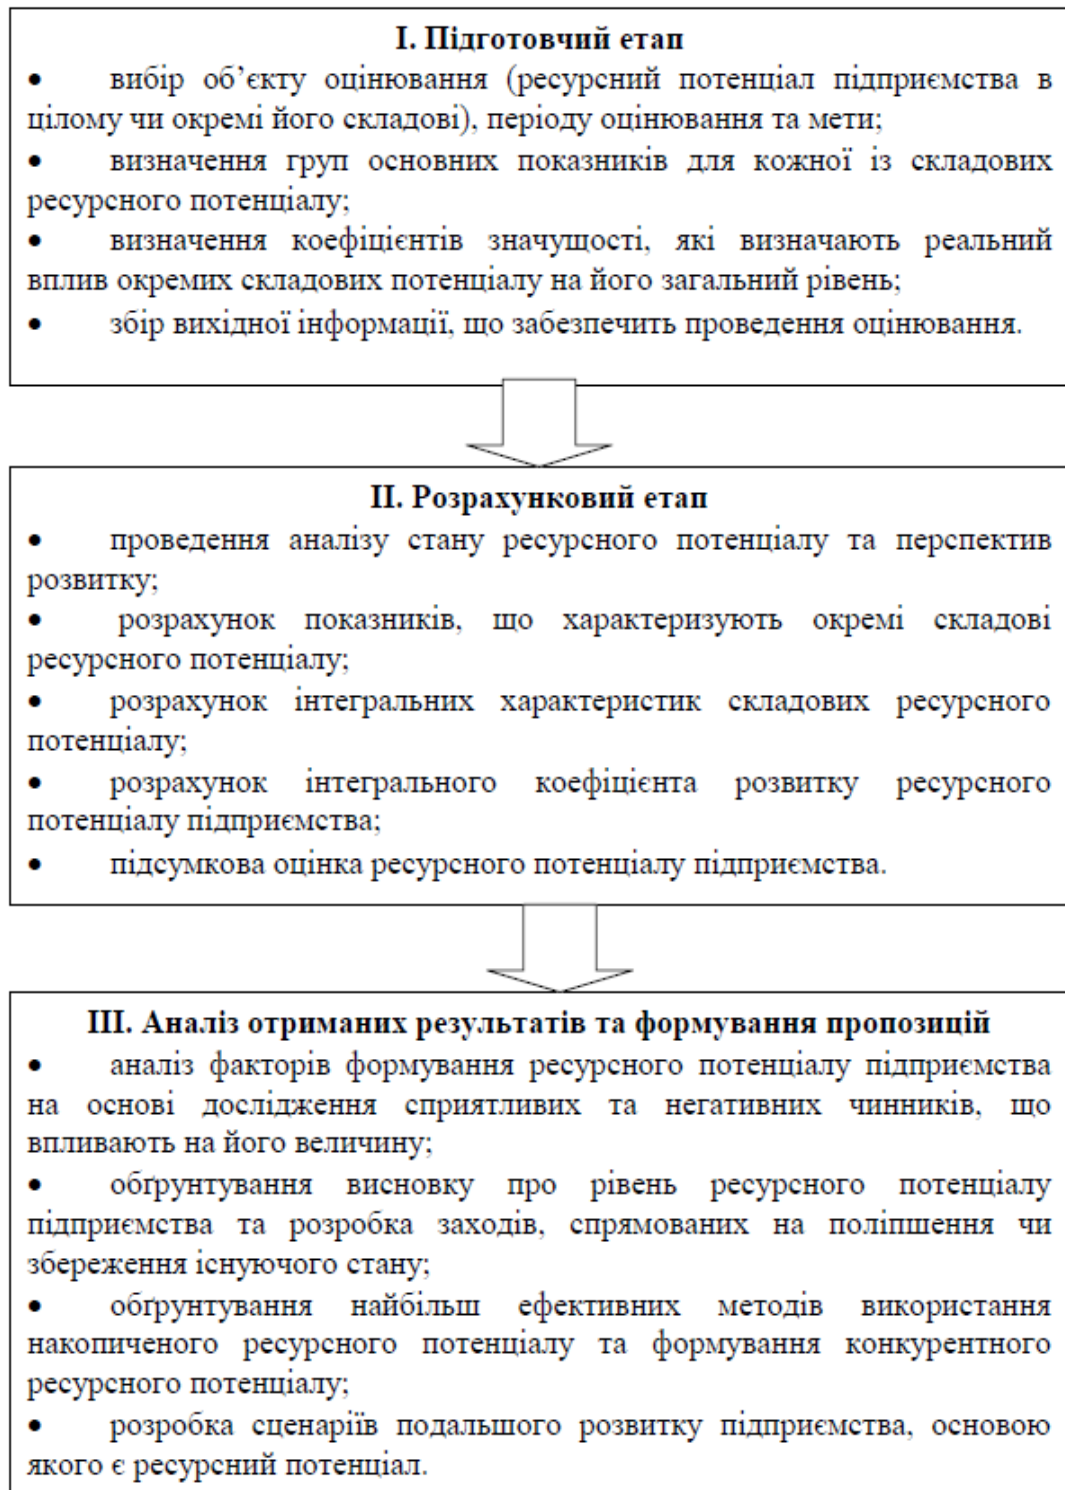 І. Підготовчий етап
• вибір об’єкту оцінювання (ресурсний потенціал підприємства в
цілому чи окремі його складові), періоду оцінювання та мети;
• визначення груп основних показників для кожної із складових
ресурсного потенціалу;
• визначення коефіцієнтів значущості, які визначають реальний
вплив окремих складових потенціалу на його загальний рівень;
• збір вихідної інформації, що забезпечить проведення оцінювання.
ІІ. Розрахунковий етап
• проведення аналізу стану ресурсного потенціалу та перспектив
розвитку;
• розрахунок показників, що характеризують окремі складові
ресурсного потенціалу;
• розрахунок інтегральних характеристик складових ресурсного
потенціалу;
• розрахунок інтегрального коефіцієнта розвитку ресурсного
потенціалу підприємства;
• підсумкова оцінка ресурсного потенціалу підприємства.
ІІІ. Аналіз отриманих результатів та формування пропозицій
• аналіз факторів формування ресурсного потенціалу підприємства
на основі дослідження сприятливих та негативних чинників, що
впливають на його величину;
• обґрунтування висновку про рівень ресурсного потенціалу
підприємства та розробка заходів, спрямованих на поліпшення чи
збереження існуючого стану;
• обґрунтування найбільш ефективних методів використання
накопиченого ресурсного потенціалу та формування конкурентного
ресурсного потенціалу;
• розробка сценаріїв подальшого розвитку підприємства, основою
якого є ресурсний потенціал.